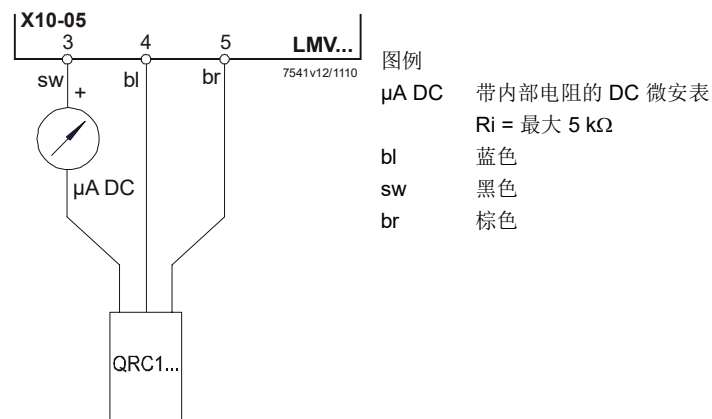 X10-05
3 4 5 LMV...
7541v12/1110
sw bl br
+
µA DC
QRC1...
图例
µA DC 带内部电阻的 DC 微安表
Ri = 最大 5 kΩ
bl 蓝色
sw 黑色
br 棕色